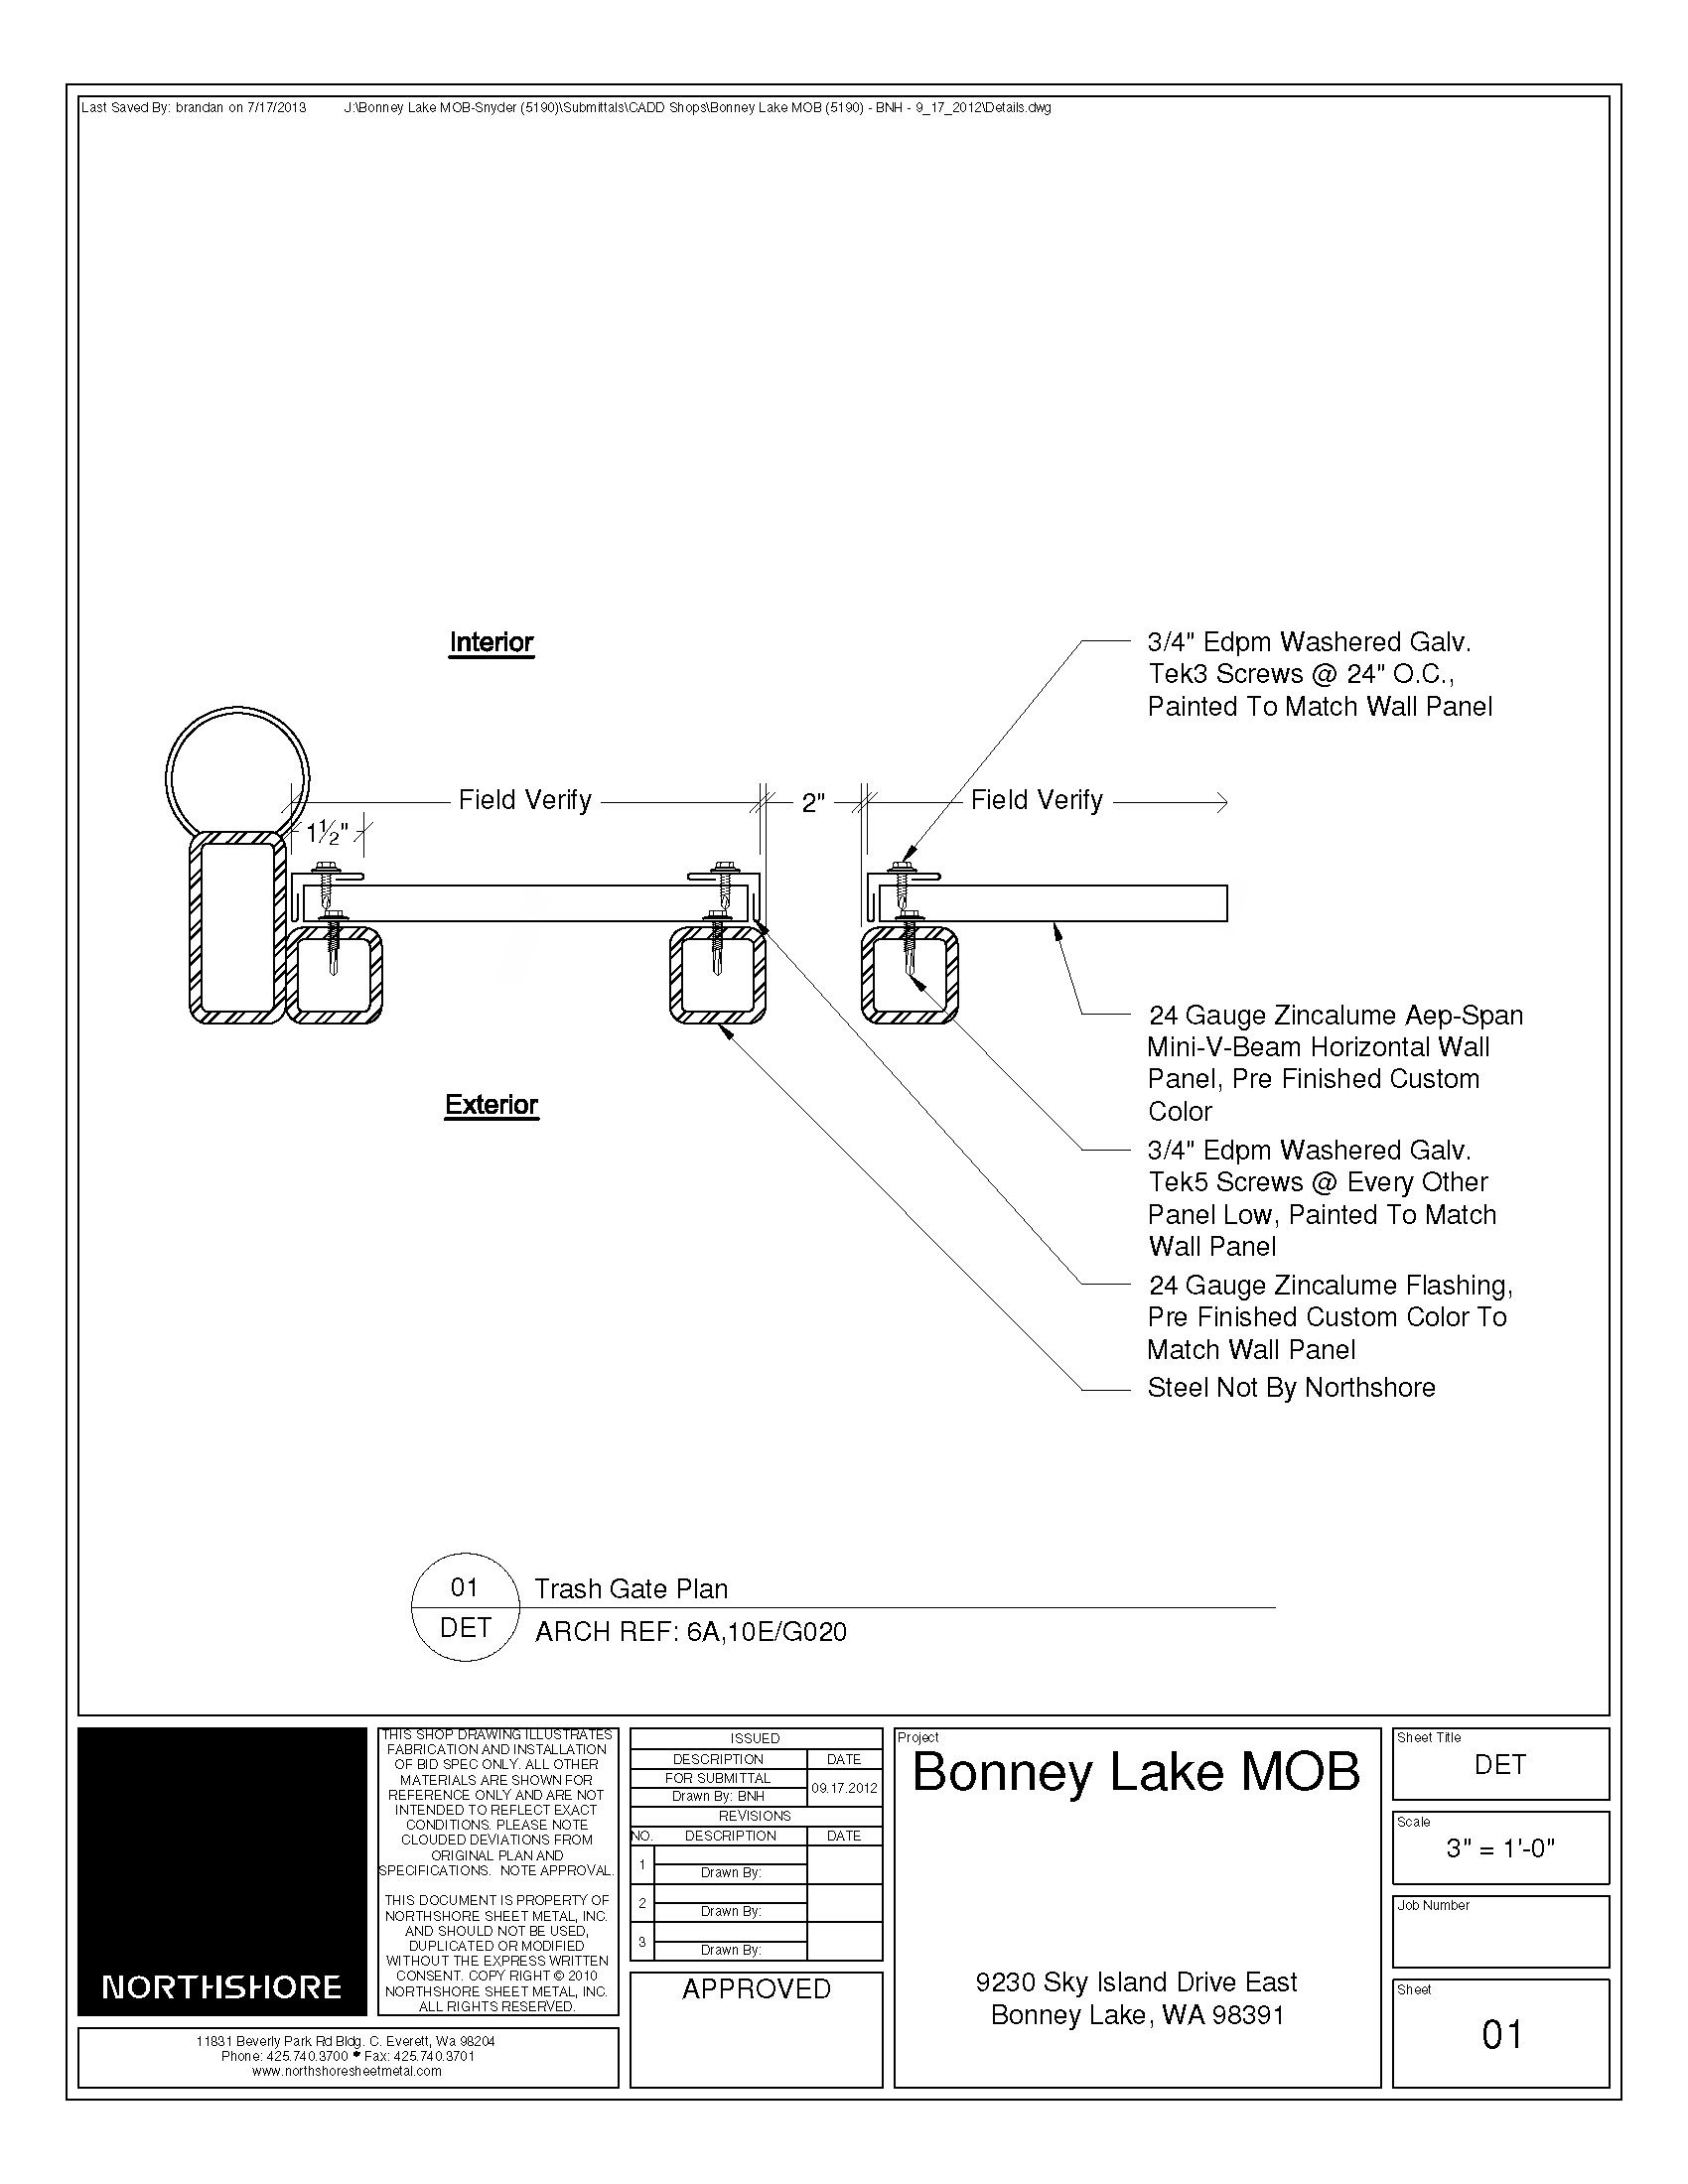 Last Saved By: brandan on 7/17/2013 J:\Bonney Lake MOB-Snyder (5190)\Submittals\CADD Shops\Bonney Lake MOB (5190) - BNH - 9_17_2012\Details.dwg
Interior
3/4" Edpm Washered Galv.
Tek3 Screws @ 24" O.C.,
Painted To Match Wall Panel
Field Verify
2"
Field Verify
1½"
24 Gauge Zincalume Aep-Span
Mini-V-Beam Horizontal Wall
Panel, Pre Finished Custom
Color
Exterior
3/4" Edpm Washered Galv.
Tek5 Screws @ Every Other
Panel Low, Painted To Match
Wall Panel
24 Gauge Zincalume Flashing,
Pre Finished Custom Color To
Match Wall Panel
Steel Not By Northshore
01
DET
Trash Gate Plan
ARCH REF: 6A,10E/G020
NORTHSHORE
11831 Beverly Park Rd Bldg. C. Everett, Wa 98204
Phone: 425.740.3700 * Fax: 425.740.3701
www.northshoresheetmetal.com
THIS SHOP DRAWING ILLUSTRATES
FABRICATION AND INSTALLATION
OF BID SPEC ONLY. ALL OTHER
MATERIALS ARE SHOWN FOR
REFERENCE ONLY AND ARE NOT
INTENDED TO REFLECT EXACT
CONDITIONS. PLEASE NOTE
CLOUDED DEVIATIONS FROM
ORIGINAL PLAN AND
SPECIFICATIONS. NOTE APPROVAL.
THIS DOCUMENT IS PROPERTY OF
NORTHSHORE SHEET METAL, INC.
AND SHOULD NOT BE USED,
DUPLICATED OR MODIFIED
WITHOUT THE EXPRESS WRITTEN
CONSENT. COPY RIGHT © 2010
NORTHSHORE SHEET METAL, INC.
ALL RIGHTS RESERVED.
ISSUED
DESCRIPTION DATE
FOR SUBMITTAL
Drawn By: BNH
09.17.2012
REVISIONS
NO. DESCRIPTION DATE
1
Drawn By:
2
Drawn By:
3
Drawn By:
APPROVED
Project
Bonney Lake MOB
9230 Sky Island Drive East
Bonney Lake, WA 98391
Sheet Title
DET
Scale
3" = 1'-0"
Job Number
Sheet
01